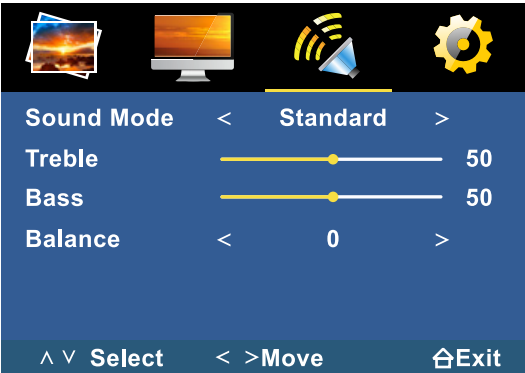 Sound Mode < Standard >
Treble 50
Bass 50
Balance < 0 >
∧ ∨ Select < >Move Exit